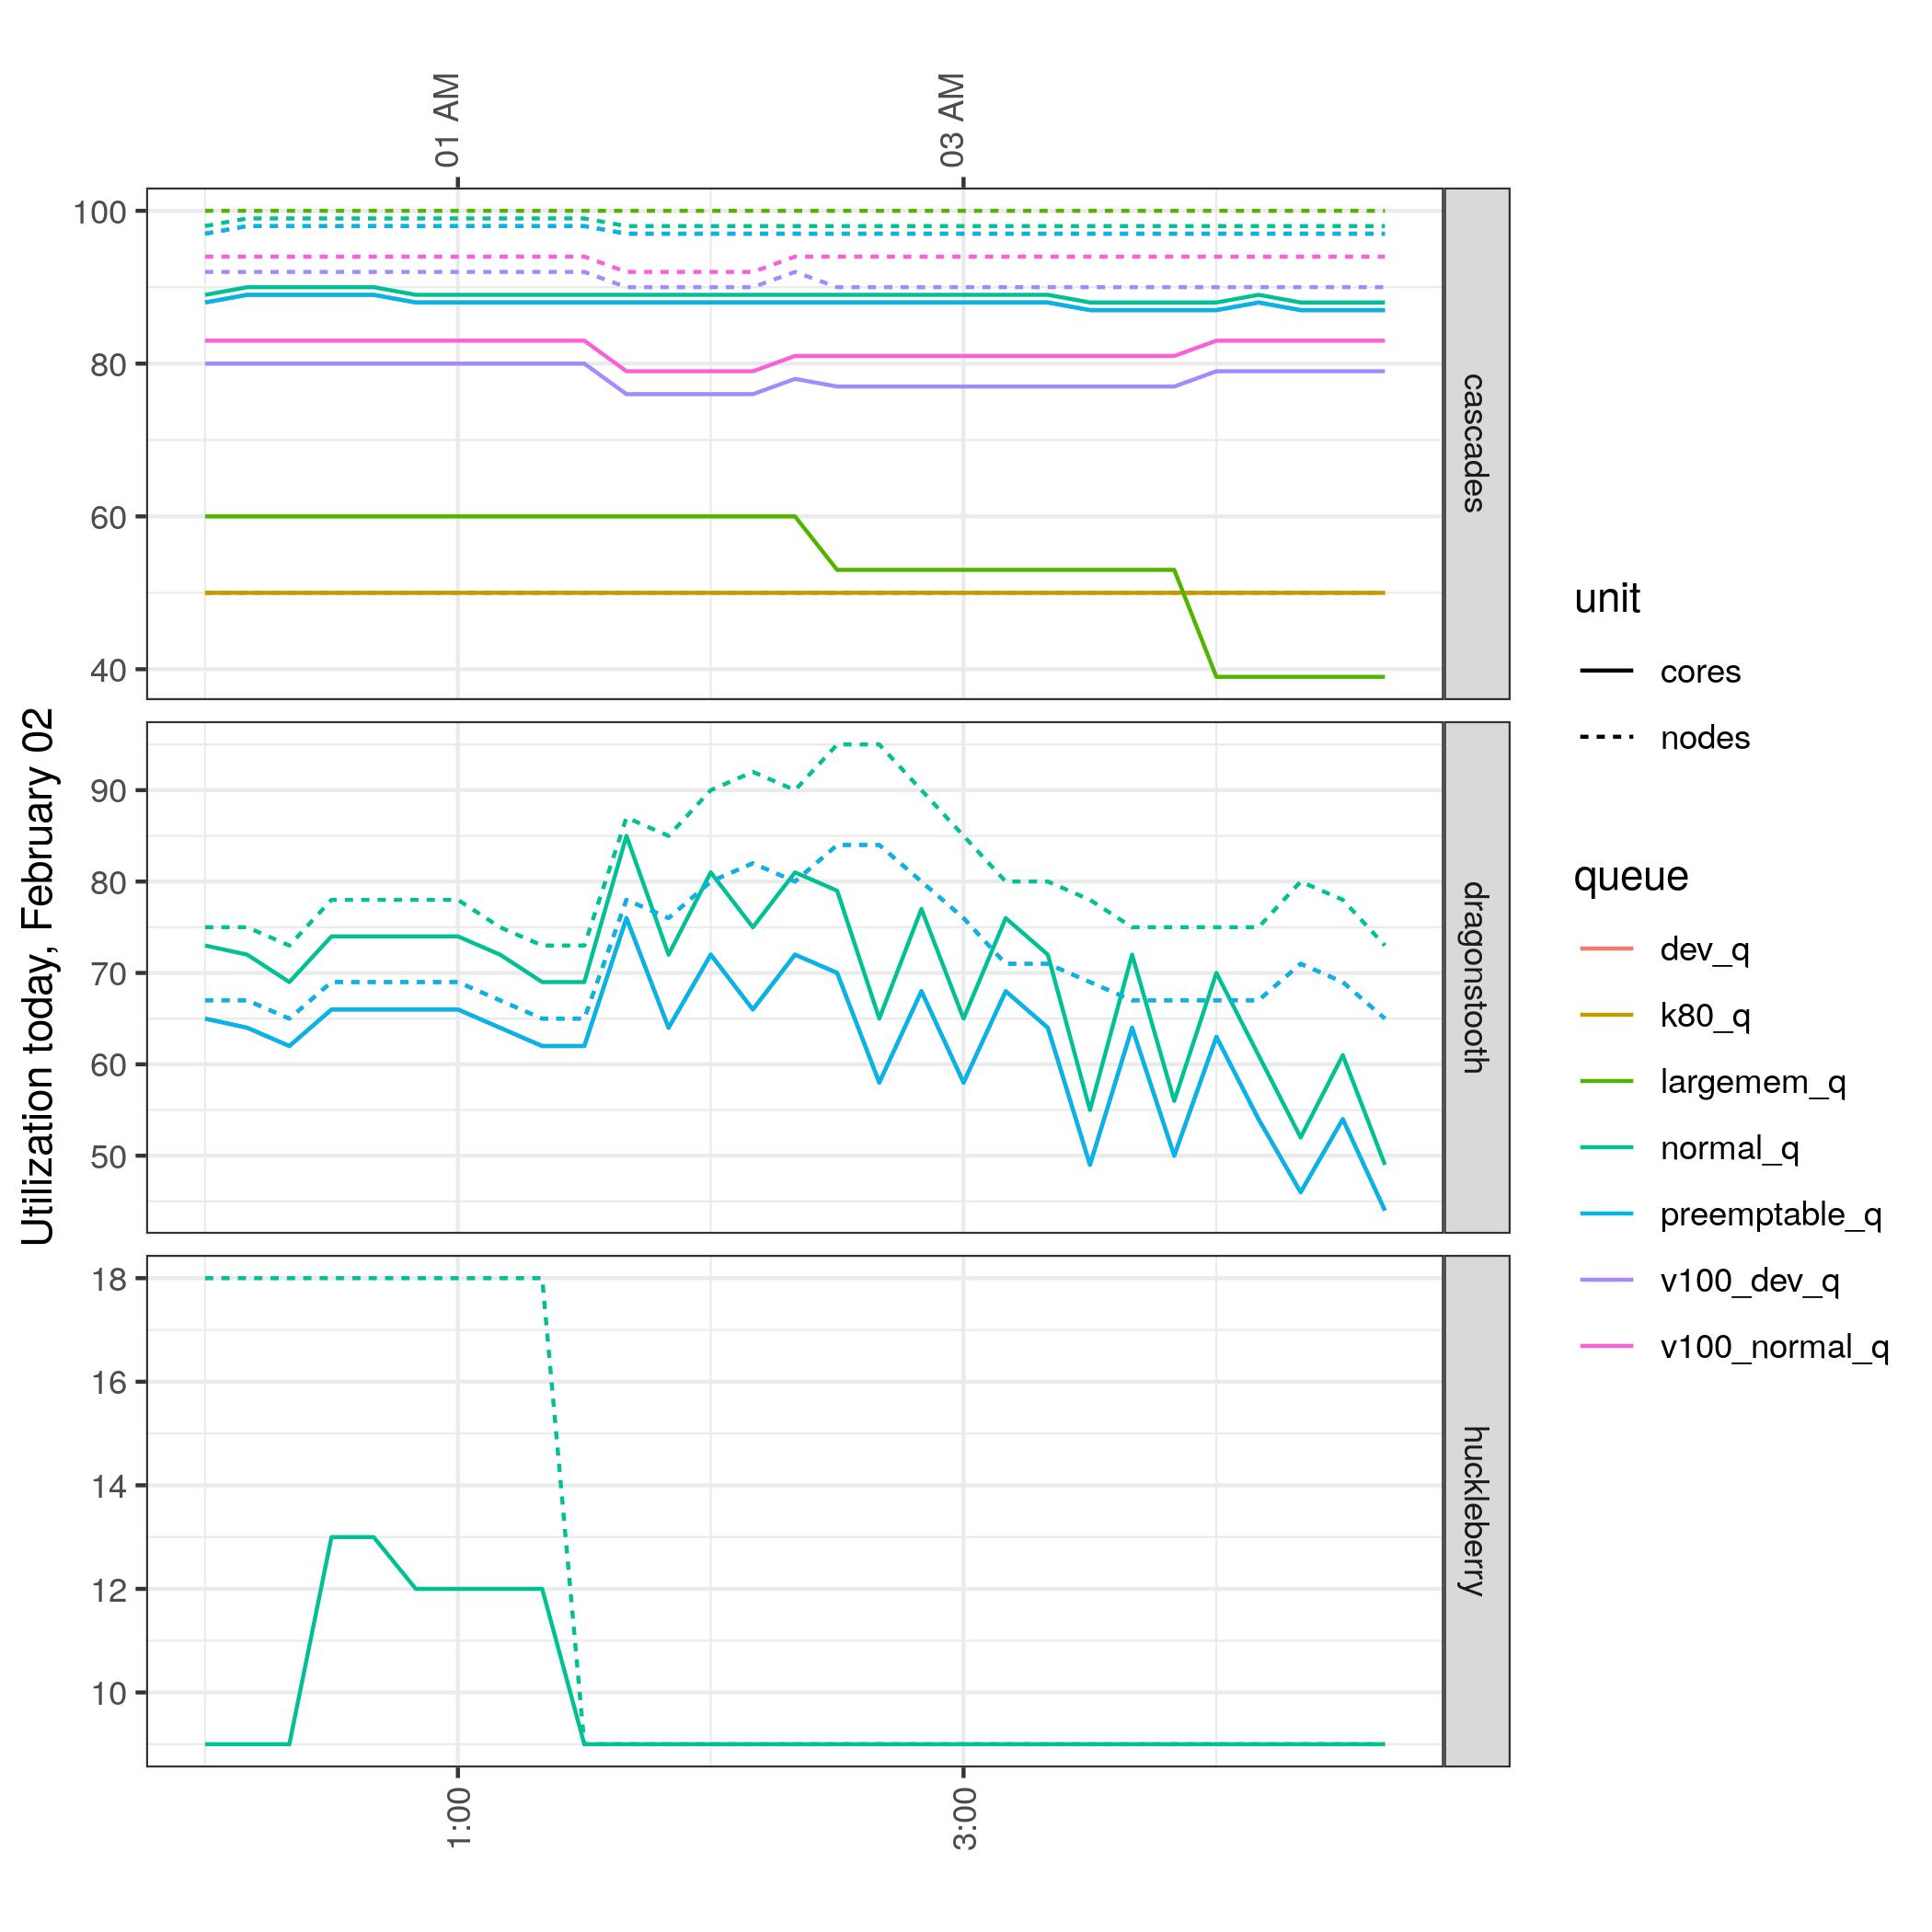 01 AM
03 AM
100
80
60
40
cascades
90
80
70
60
50
dragonstooth
18
16
14
12
10
huckleberry
1:00
3:00
Utilization today, February 02
unit
cores
nodes
queue
dev_q
k80_q
largemem_q
normal_q
preemptable_q
v100_dev_q
v100_normal_q